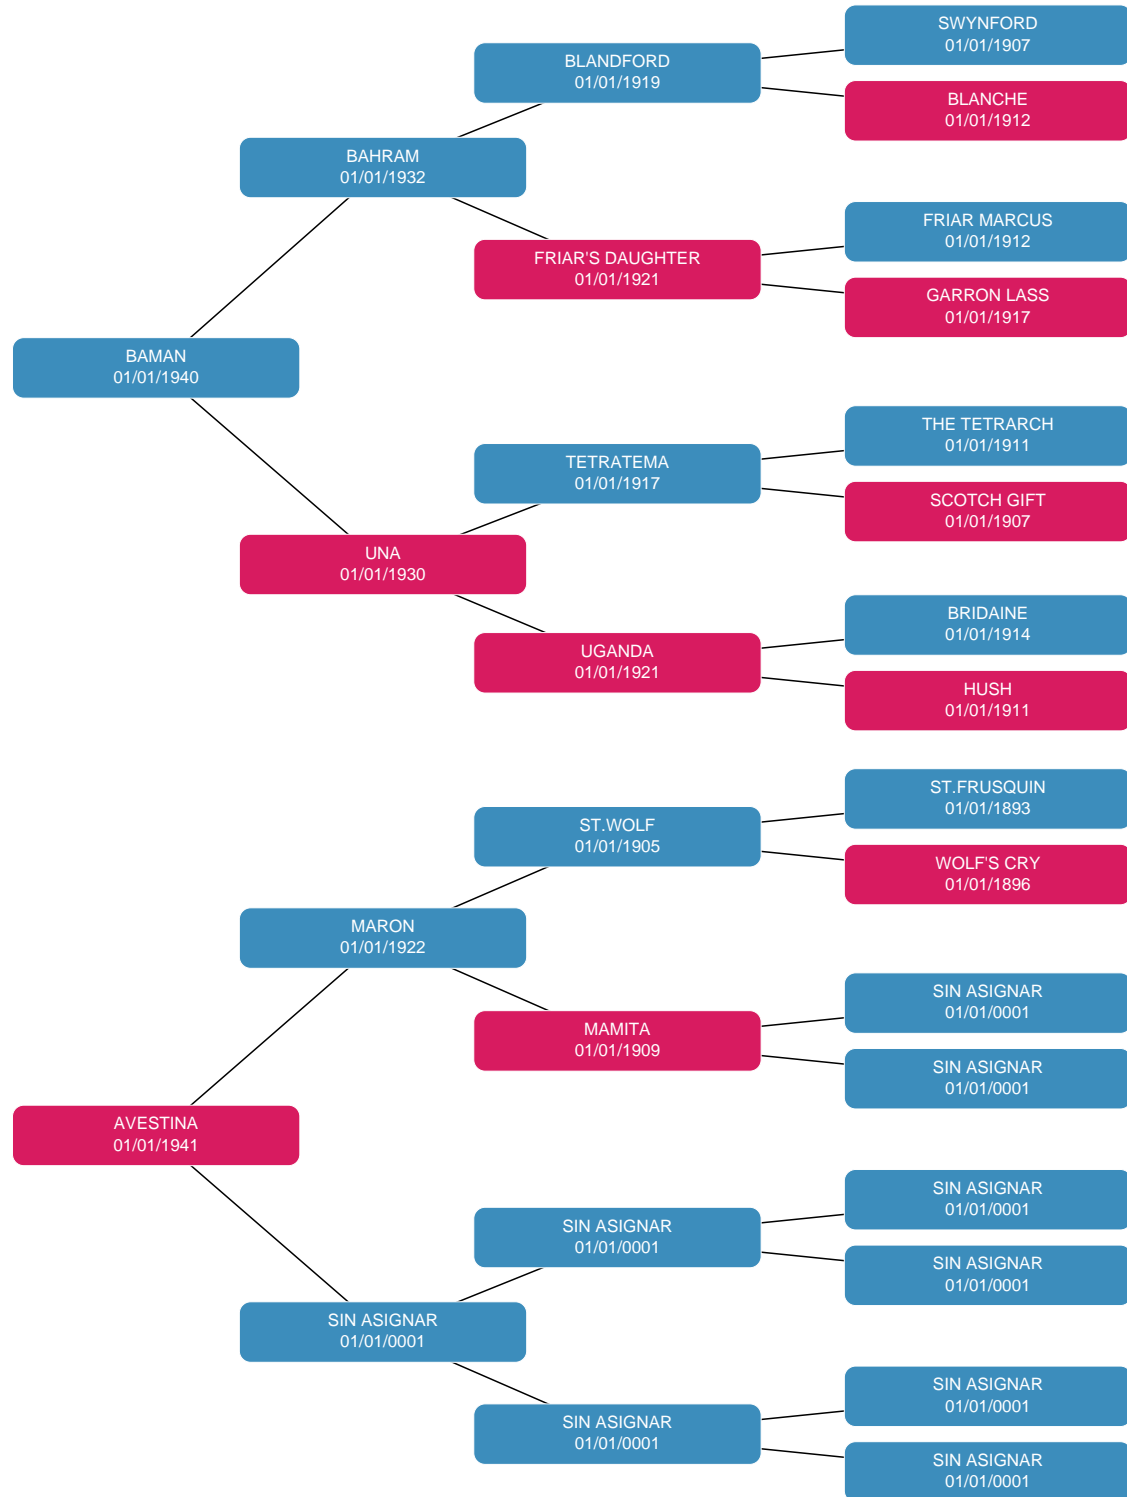 SWYNFORD
01/01/1907
BLANDFORD
01/01/1919
BLANCHE
01/01/1912
BAHRAM
01/01/1932
FRIAR MARCUS
01/01/1912
FRIAR'S DAUGHTER
01/01/1921
GARRON LASS
01/01/1917
BAMAN
01/01/1940
THE TETRARCH
01/01/1911
TETRATEMA
01/01/1917
SCOTCH GIFT
01/01/1907
UNA
01/01/1930
BRIDAINE
01/01/1914
UGANDA
01/01/1921
HUSH
01/01/1911
ST.FRUSQUIN
01/01/1893
ST.WOLF
01/01/1905
WOLF'S CRY
01/01/1896
MARON
01/01/1922
SIN ASIGNAR
01/01/0001
MAMITA
01/01/1909
SIN ASIGNAR
01/01/0001
AVESTINA
01/01/1941
SIN ASIGNAR
01/01/0001
SIN ASIGNAR
01/01/0001
SIN ASIGNAR
01/01/0001
SIN ASIGNAR
01/01/0001
SIN ASIGNAR
01/01/0001
SIN ASIGNAR
01/01/0001
SIN ASIGNAR
01/01/0001